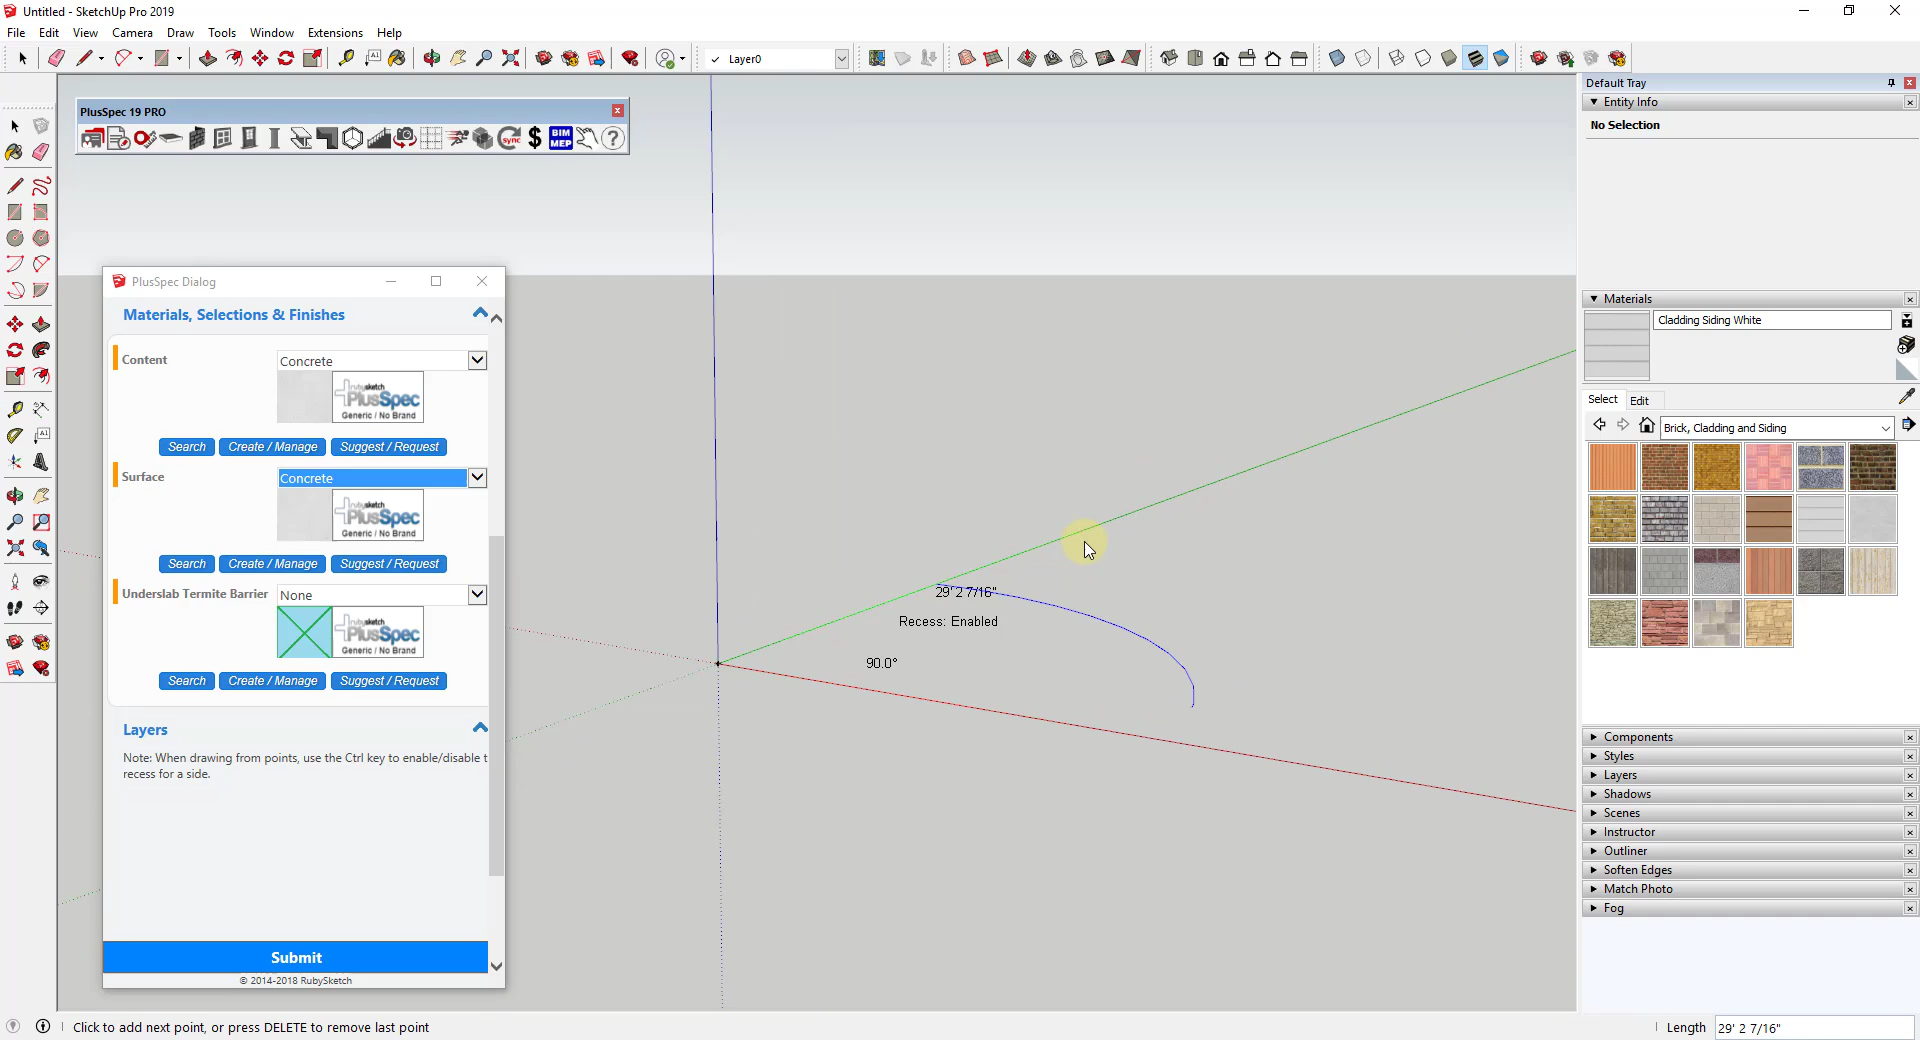 Untitled - SketchUp Pro 2019
File Edit View Camera Draw Tools Window Extensions Help
Layer0
PlusSpec 19 PRO
sync
$
BIM
MEP
?
PlusSpec Dialog
Materials, Selections & Finishes
Content
Concrete
rubysketch
PlusSpec
Generic / No Brand
Search
Create / Manage
Suggest / Request
Surface
Concrete
rubysketch
PlusSpec
Generic / No Brand
Search
Create / Manage
Suggest / Request
Underslab Termite Barrier
None
rubysketch
PlusSpec
Generic / No Brand
Search
Create / Manage
Suggest / Request
Layers
Note: When drawing from points, use the Ctrl key to enable/disable t
recess for a side.
Submit
© 2014-2018 RubySketch
29' 2 7/16"
Recess: Enabled
90.0°
Default Tray
Entity Info
No Selection
Materials
Cladding Siding White
Select
Edit
Brick, Cladding and Siding
Components
Styles
Layers
Shadows
Scenes
Instructor
Outliner
Soften Edges
Match Photo
Fog
Click to add next point, or press DELETE to remove last point
Length
29' 2 7/16"